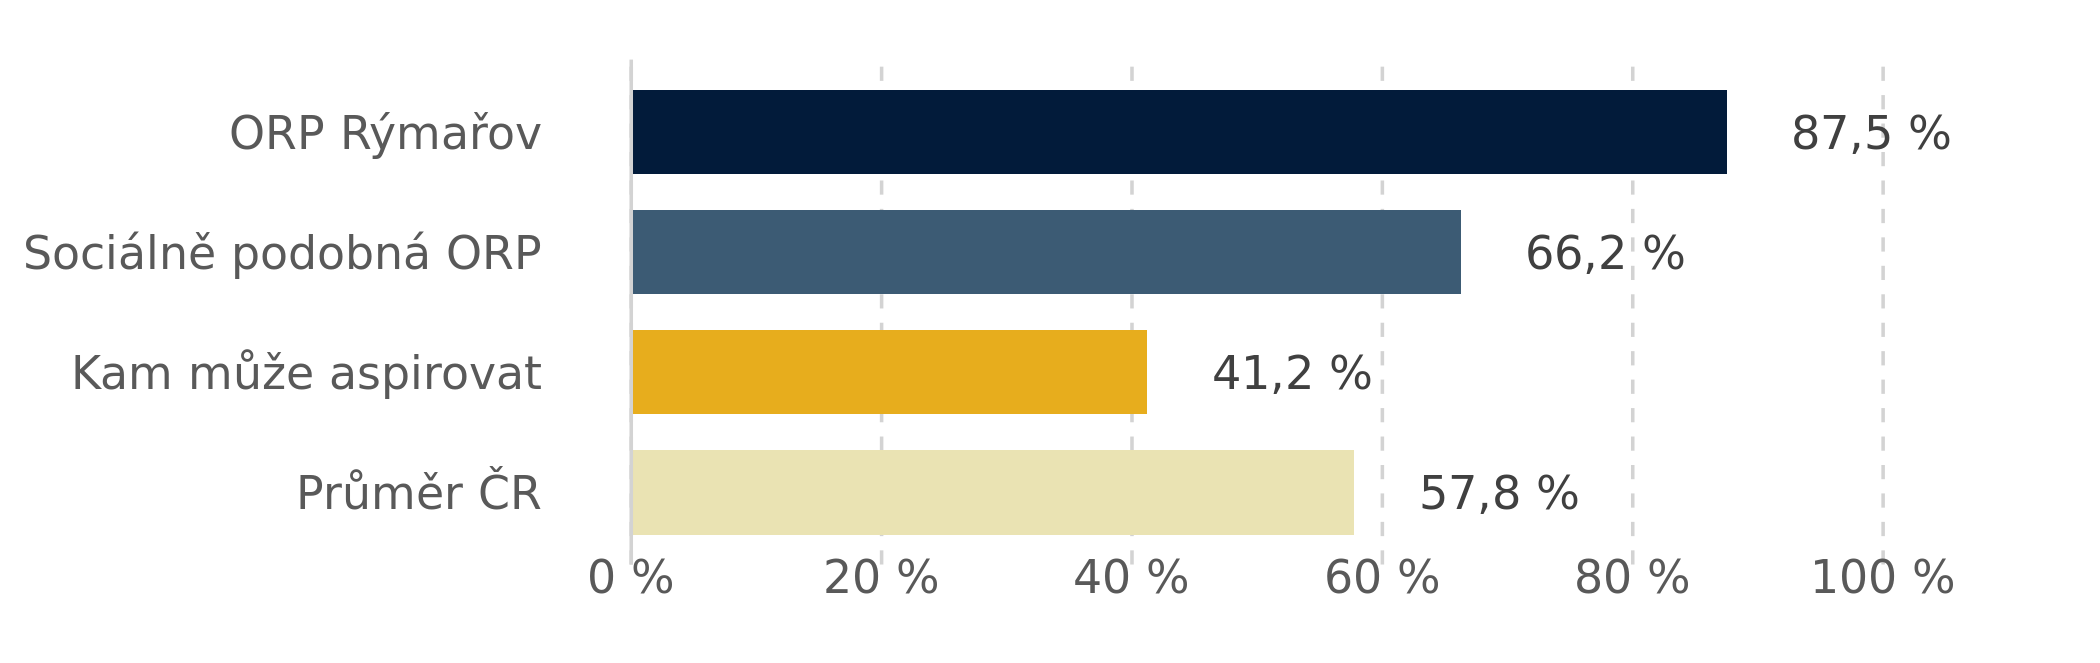 ORP Rýmařov
87,5 %
Sociálně podobná ORP
66,2 %
Kam může aspirovat
41,2 %
Průměr ČR
57,8 %
0 % 20 % 40 % 60 % 80 % 100 %